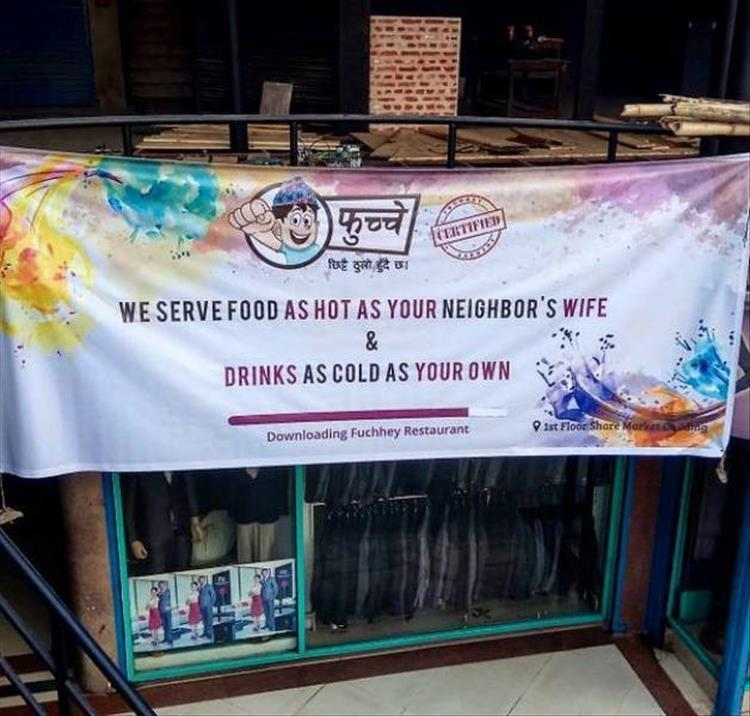 फुच्चे
CERTIFIED
छिट्टै ठुलो हुँदै छ।
WE SERVE FOOD AS HOT AS YOUR NEIGHBOR'S WIFE
&
DRINKS AS COLD AS YOUR OWN
Downloading Fuchhey Restaurant
1st Floor Share Market Building